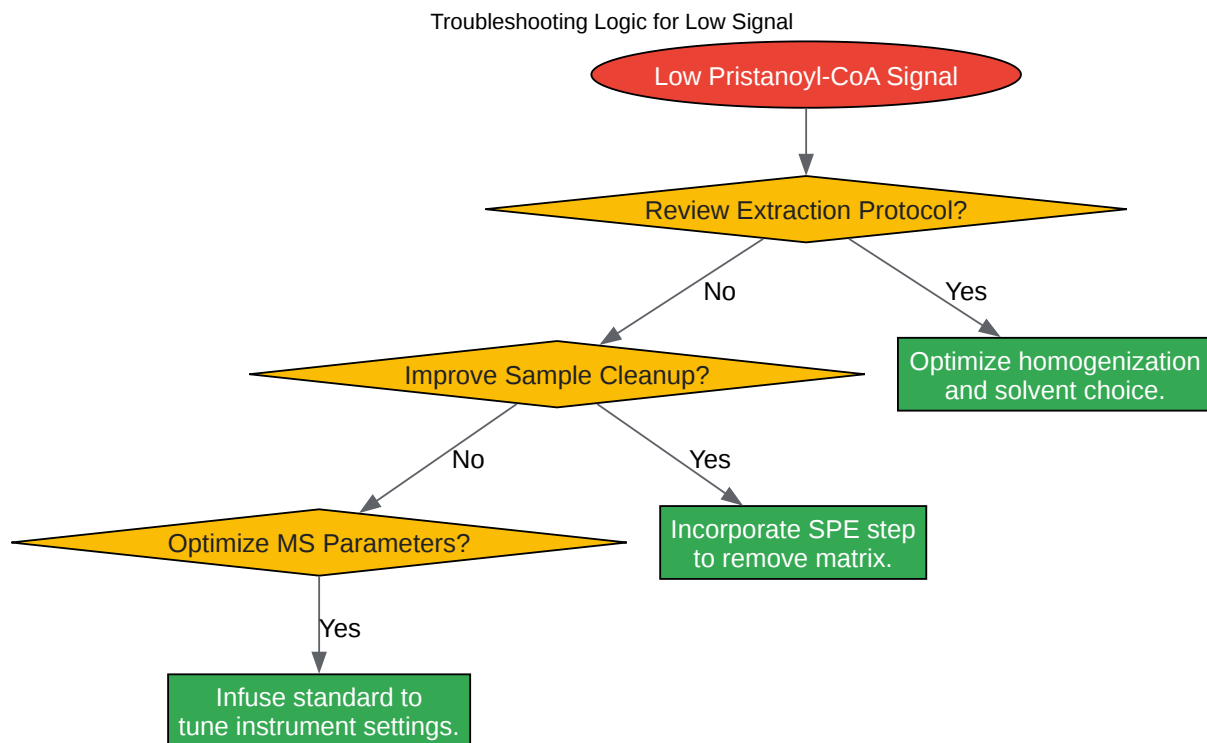 Troubleshooting Logic for Low Signal
Low Pristanoyl-CoA Signal
Review Extraction Protocol?
No
Yes
Improve Sample Cleanup?
Optimize homogenization
and solvent choice.
No
Yes
Optimize MS Parameters?
Incorporate SPE step
to remove matrix.
Yes
Infuse standard to
tune instrument settings.